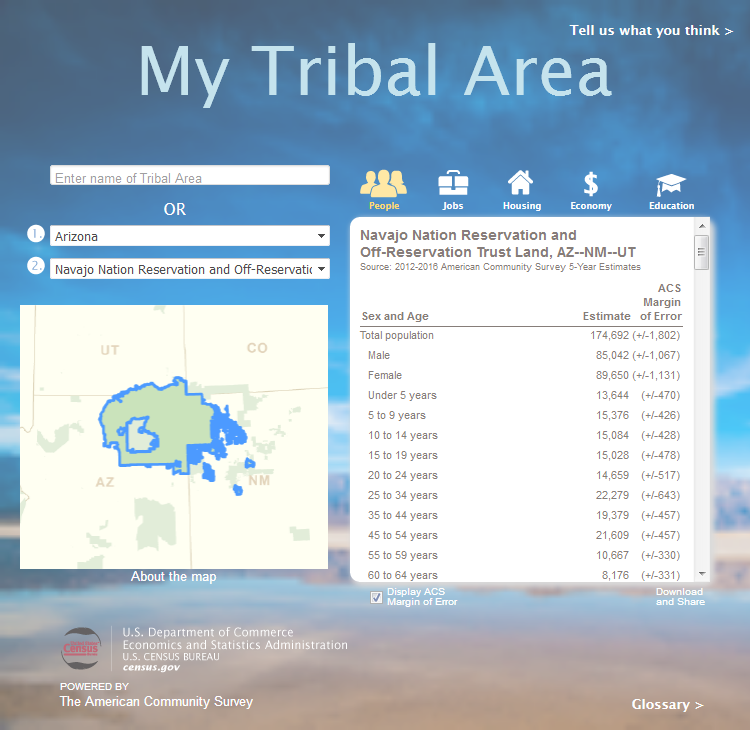 Tell us what you think >
My Tribal Area
Enter name of Tribal Area
OR
1. Arizona
2. Navajo Nation Reservation and Off-Reservatic
UT
CO
AZ
NM
About the map
People
Jobs
Housing
$
Economy
Education
Navajo Nation Reservation and
Off-Reservation Trust Land, AZ--NM--UT
Source: 2012-2016 American Community Survey 5-Year Estimates
Sex and Age Estimate ACS Margin of Error
Total population 174,692 (+/-1,802)
Male 85,042 (+/-1,067)
Female 89,650 (+/-1,131)
Under 5 years 13,644 (+/-470)
5 to 9 years 15,376 (+/-426)
10 to 14 years 15,084 (+/-428)
15 to 19 years 15,028 (+/-478)
20 to 24 years 14,659 (+/-517)
25 to 34 years 22,279 (+/-643)
35 to 44 years 19,379 (+/-457)
45 to 54 years 21,609 (+/-457)
55 to 59 years 10,667 (+/-330)
60 to 64 years 8,176 (+/-331)
Display ACS
Margin of Error
Download
and Share
Census
U.S. Department of Commerce
Economics and Statistics Administration
U.S. CENSUS BUREAU
census.gov
POWERED BY
The American Community Survey
Glossary >